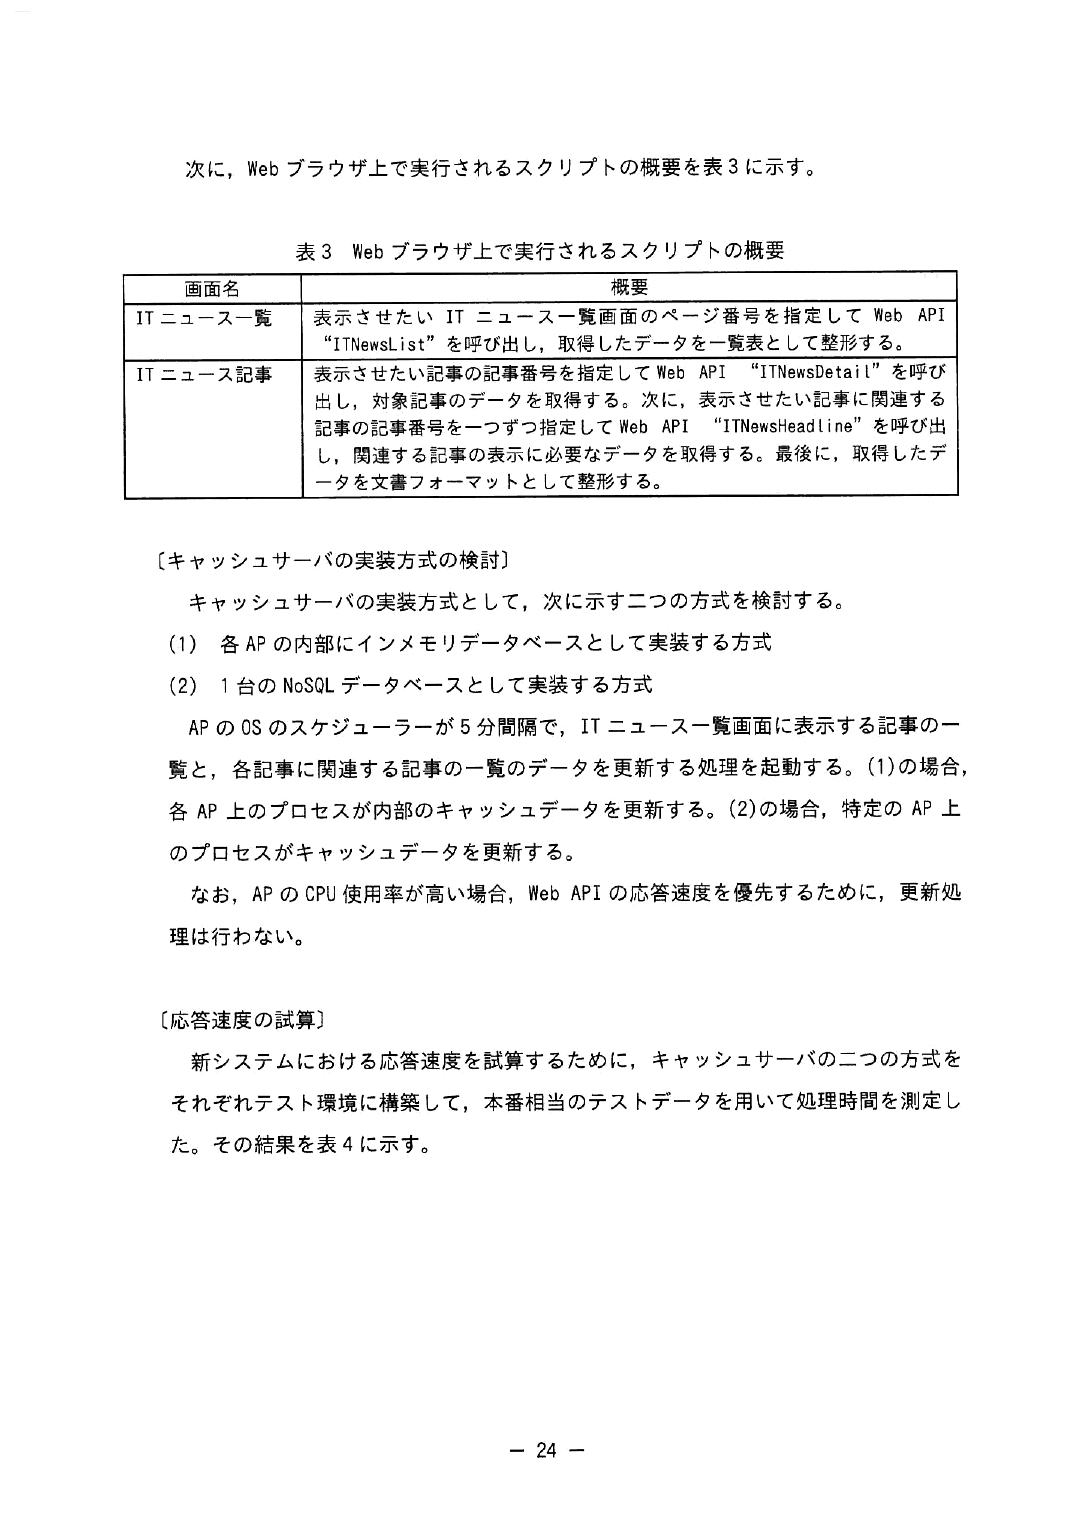 次に，Web ブラウザ上で実行されるスクリプトの概要を表3に示す。
表3　Web ブラウザ上で実行されるスクリプトの概要
画面名　概要
IT ニュース一覧　表示させたい IT ニュース一覧画面のページ番号を指定して Web API
“ITNewsList”を呼び出し，取得したデータを一覧表として整形する。
IT ニュース記事　表示させたい記事の記事番号を指定して Web API “ITNewsDetail”を呼び
出し，対象記事のデータを取得する。次に，表示させたい記事に関連する
記事の記事番号を一つずつ指定して Web API “ITNewsHeadline”を呼び出
し，関連する記事の表示に必要なデータを取得する。最後に，取得したデ
ータを文書フォーマットとして整形する。
〔キャッシュサーバの実装方式の検討〕
キャッシュサーバの実装方式として，次に示す二つの方式を検討する。
(1)　各 AP の内部にインメモリデータベースとして実装する方式
(2)　1 台の NoSQL データベースとして実装する方式
AP の OS のスケジューラーが 5 分間隔で，IT ニュース一覧画面に表示する記事の一
覧と，各記事に関連する記事の一覧のデータを更新する処理を起動する。(1)の場合，
各 AP 上のプロセスが内部のキャッシュデータを更新する。(2)の場合，特定の AP 上
のプロセスがキャッシュデータを更新する。
なお，AP の CPU 使用率が高い場合，Web API の応答速度を優先するために，更新処
理は行わない。
〔応答速度の試算〕
新システムにおける応答速度を試算するために，キャッシュサーバの二つの方式を
それぞれテスト環境に構築して，本番相当のテストデータを用いて処理時間を測定し
た。その結果を表 4 に示す。
－ 24 －